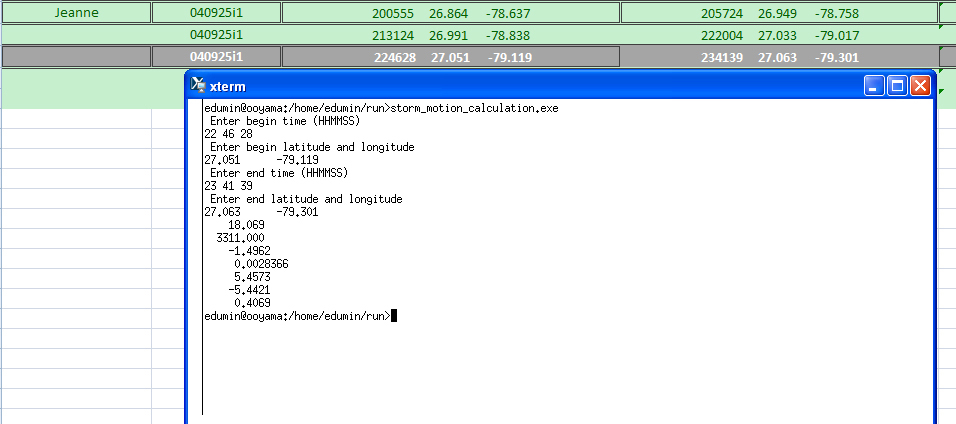 Jeanne 040925i1 200555 26.864 -78.637 205724 26.949 -78.758
040925i1 213124 26.991 -78.838 222004 27.033 -79.017
040925i1 224628 27.051 -79.119 234139 27.063 -79.301
xterm
edumin@ooyama:/home/edumin/run>storm_motion_calculation.exe
Enter begin time (HHMMSS)
22 46 28
Enter begin latitude and longitude
27.051 -79.119
Enter end time (HHMMSS)
23 41 39
Enter end latitude and longitude
27.063 -79.301
18.069
3311.000
-1.4962
0.0028366
5.4573
-5.4421
0.4069
edumin@ooyama:/home/edumin/run>